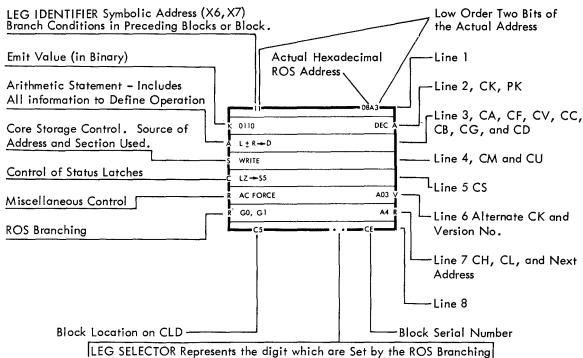 LEG IDENTIFIER Symbolic Address (X6, X7)
Branch Conditions in Preceding Blocks or Block.
Low Order Two Bits of
the Actual Address
Emit Value (in Binary)
Actual Hexadecimal
ROS Address
Line 1
Line 2, CK, PK
Arithmetic Statement - Includes
All information to Define Operation
11
0BA3
Line 3, CA, CF, CV, CC,
CB, CG, and CD
K 0110 DEC A
A L ± R→D
Core Storage Control. Source of
Address and Section Used.
S WRITE
Line 4, CM and CU
Control of Status Latches
C LZ→S5
Line 5 CS
Miscellaneous Control
R AC FORCE A03 V
Line 6 Alternate CK and
Version No.
ROS Branching
R G0, G1 A4 R
Line 7 CH, CL, and Next
Address
C5 • • CE
Line 8
Block Location on CLD
Block Serial Number
LEG SELECTOR Represents the digit which are Set by the ROS Branching